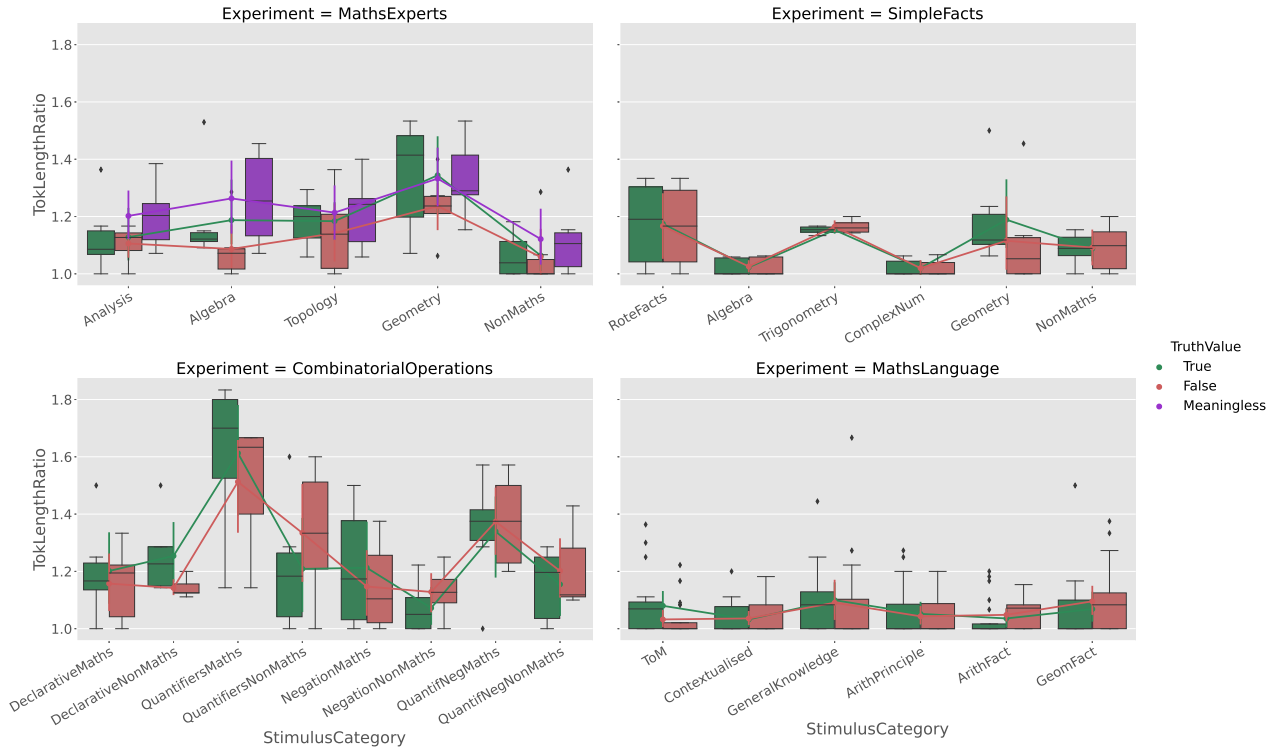 Experiment = MathsExperts
Experiment = SimpleFacts
TokLengthRatio
1.8
1.6
1.4
1.2
1.0
Analysis
Algebra
Topology
Geometry
NonMaths
RoteFacts
Algebra
Trigonometry
ComplexNum
Geometry
NonMaths
TruthValue
True
False
Meaningless
Experiment = CombinatorialOperations
Experiment = MathsLanguage
TokLengthRatio
1.8
1.6
1.4
1.2
1.0
DeclarativeMaths
DeclarativeNonMaths
QuantifiersMaths
QuantifiersNonMaths
NegationMaths
NegationNonMaths
QuantifNegMaths
QuantifNegNonMaths
StimulusCategory
ToM
Contextualised
GeneralKnowledge
ArithPrinciple
ArithFact
GeomFact
StimulusCategory